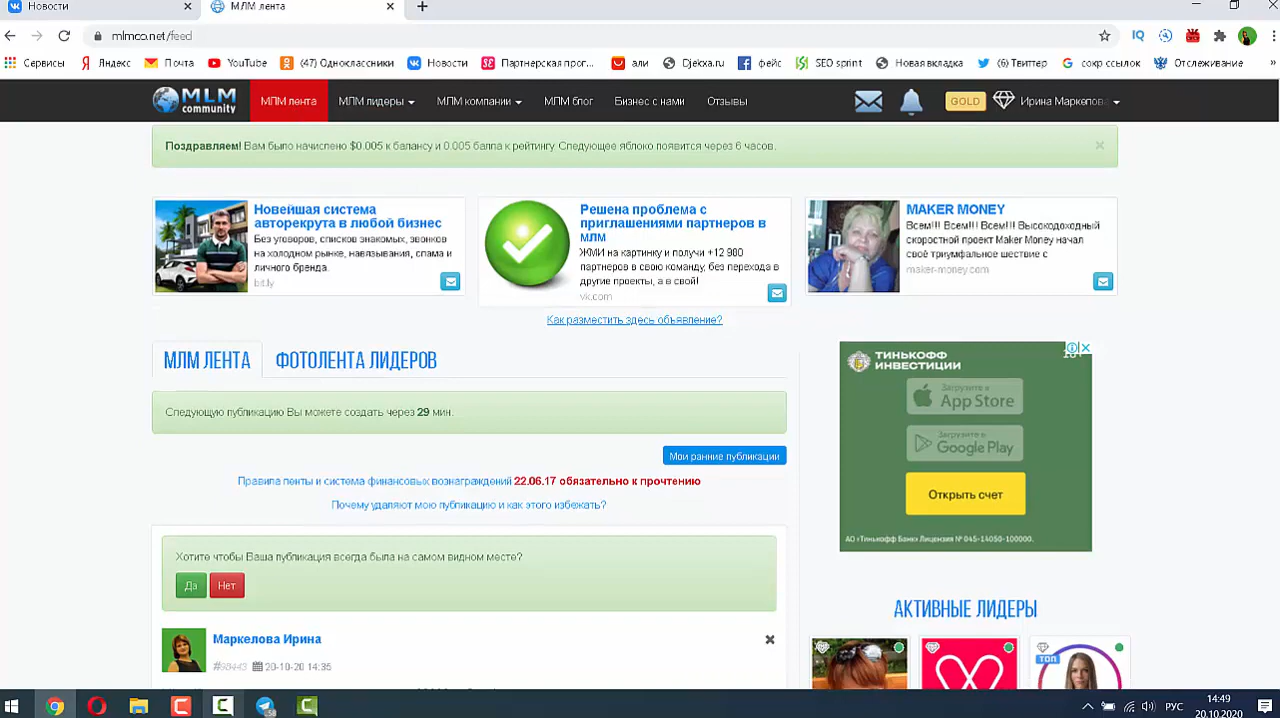 Новости
МЛМ лента
mlmco.net/feed
IQ
Сервисы
Яндекс
Почта
YouTube
(47) Одноклассники
Новости
Партнерская прог...
али
Djekxa.ru
фейс
SEO sprint
Новая вкладка
(6) Твиттер
сокр ссылок
Отслеживание
»
MLM
community
МЛМ лента
МЛМ лидеры
МЛМ компании
МЛМ блог
Бизнес с нами
Отзывы
GOLD
Ирина Маркелова
Поздравляем! Вам было начислено $0.005 к балансу и 0.005 балла к рейтингу. Следующее яблоко появится через 6 часов.
Новейшая система
авторекрута в любой бизнес
Без уговоров, списков знакомых, звонков
на холодном рынке, навязывания, спама и
личного бренда.
bit.ly
Решена проблема с
приглашениями партнеров в
млм
ЖМИ на картинку и получи +12 980
партнеров в свою команду, без перехода в
другие проекты, а в свой!
vk.com
MAKER MONEY
Всем!!! Всем!!! Всем!!! Высокодоходный
скоростной проект Maker Money начал
своё триумфальное шествие с
maker-money.com
Как разместить здесь объявление?
МЛМ ЛЕНТА
ФОТОЛЕНТА ЛИДЕРОВ
Следующую публикацию Вы можете создать через 29 мин.
Мои ранние публикации
Правила ленты и система финансовых вознаграждений 22.06.17 обязательно к прочтению
Почему удаляют мою публикацию и как этого избежать?
Хотите чтобы Ваша публикация всегда была на самом видном месте?
Да
Нет
Маркелова Ирина
20-10-20 14:35
ТИНЬКОФФ
ИНВЕСТИЦИИ
Загрузите в
App Store
Загрузите в
Google Play
Открыть счет
АО «Тинькофф Банк» Лицензия № 045-14050-100000.
АКТИВНЫЕ ЛИДЕРЫ
ТОП
РУС
14:49
20.10.2020